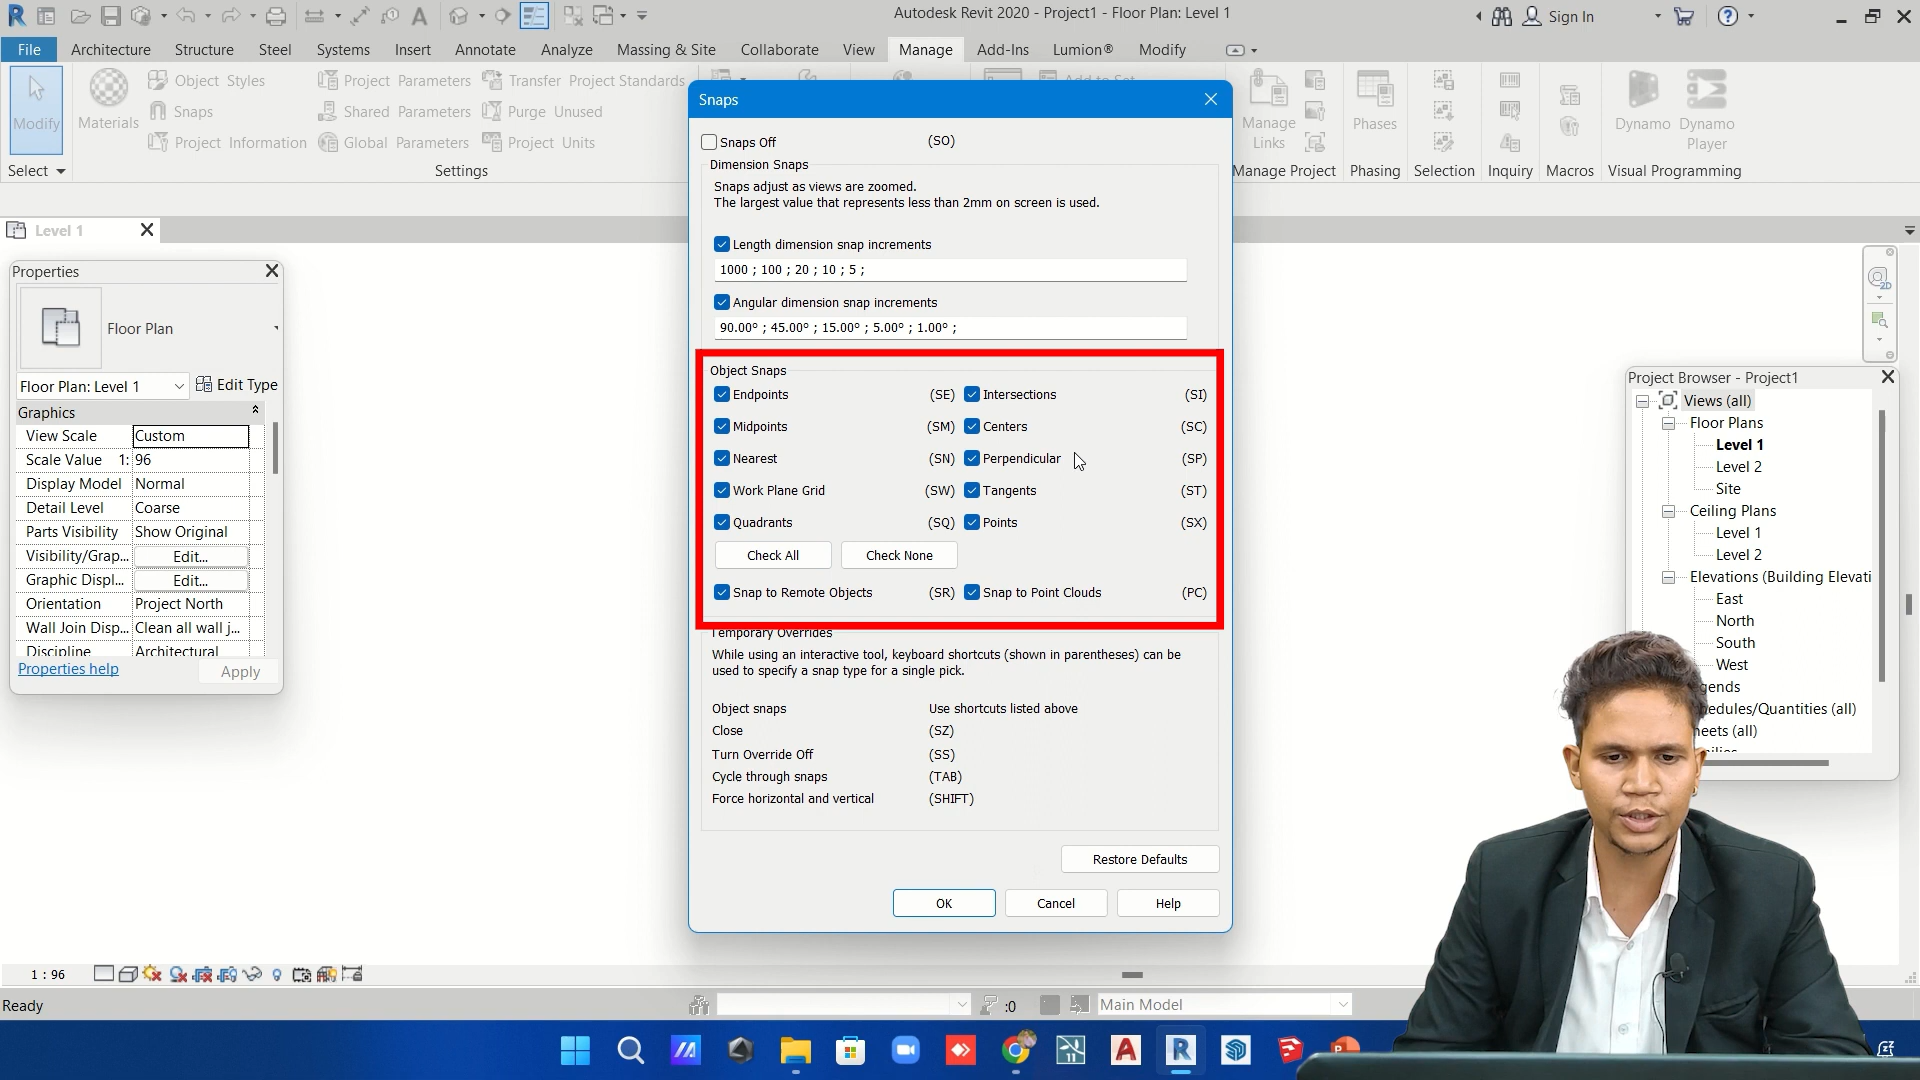 Autodesk Revit 2020 - Project1 - Floor Plan: Level 1
Sign In
File Architecture Structure Steel Systems Insert Annotate Analyze Massing & Site Collaborate View Manage Add-Ins Lumion® Modify
Modify
Materials
Object Styles
Snaps
Project Information
Project Parameters
Shared Parameters
Global Parameters
Transfer Project Standards
Purge Unused
Project Units
Manage Links
Phases
Dynamo
Dynamo Player
Select
Settings
Manage Project
Phasing
Selection
Inquiry
Macros
Visual Programming
Level 1
Properties
Floor Plan
Floor Plan: Level 1
Edit Type
Graphics
View Scale Custom
Scale Value 1: 96
Display Model Normal
Detail Level Coarse
Parts Visibility Show Original
Visibility/Grap... Edit...
Graphic Displ... Edit...
Orientation Project North
Wall Join Disp... Clean all wall j...
Discipline Architectural
Properties help
Apply
Snaps
Snaps Off (SO)
Dimension Snaps
Snaps adjust as views are zoomed.
The largest value that represents less than 2mm on screen is used.
Length dimension snap increments
1000 ; 100 ; 20 ; 10 ; 5 ;
Angular dimension snap increments
90.00° ; 45.00° ; 15.00° ; 5.00° ; 1.00° ;
Object Snaps
Endpoints (SE) Intersections (SI)
Midpoints (SM) Centers (SC)
Nearest (SN) Perpendicular (SP)
Work Plane Grid (SW) Tangents (ST)
Quadrants (SQ) Points (SX)
Check All Check None
Snap to Remote Objects (SR) Snap to Point Clouds (PC)
Temporary Overrides
While using an interactive tool, keyboard shortcuts (shown in parentheses) can be
used to specify a snap type for a single pick.
Object snaps Use shortcuts listed above
Close (SZ)
Turn Override Off (SS)
Cycle through snaps (TAB)
Force horizontal and vertical (SHIFT)
Restore Defaults
OK Cancel Help
2D
Project Browser - Project1
Views (all)
Floor Plans
Level 1
Level 2
Site
Ceiling Plans
Level 1
Level 2
Elevations (Building Elevati
East
North
South
West
1 : 96
Ready
:0
Main Model
11